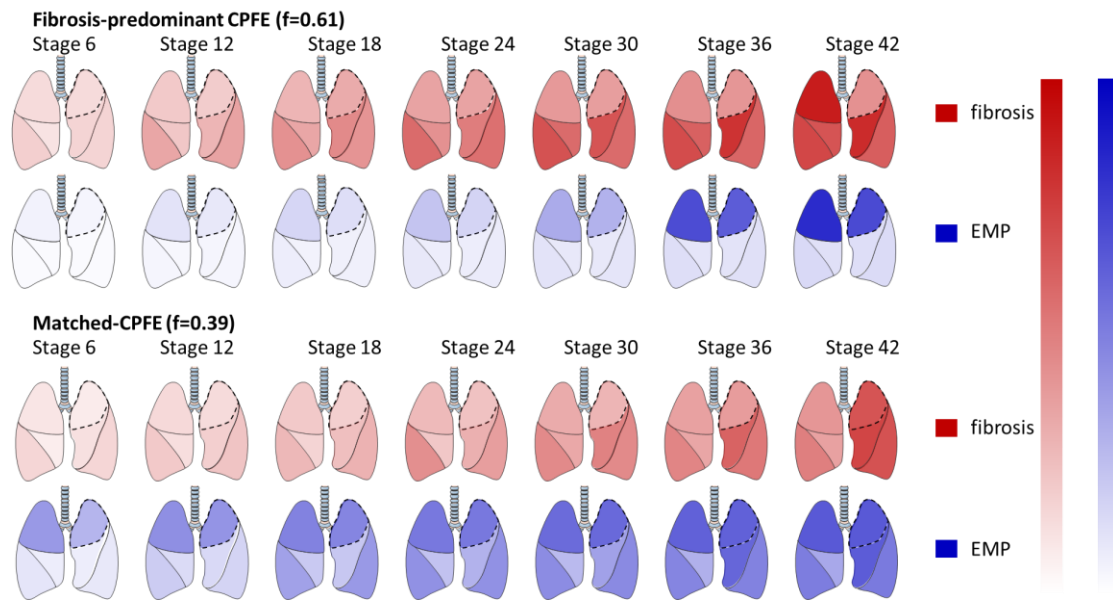 Fibrosis-predominant CPFE (f=0.61)
Stage 6 Stage 12 Stage 18 Stage 24 Stage 30 Stage 36 Stage 42
fibrosis
EMP
Matched-CPFE (f=0.39)
Stage 6 Stage 12 Stage 18 Stage 24 Stage 30 Stage 36 Stage 42
fibrosis
EMP